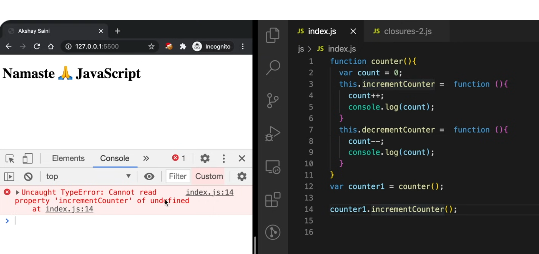 Akshay Saini
127.0.0.1:5500
Incognito
Namaste 🙏 JavaScript
Elements Console » 1
top Filter Custom
Uncaught TypeError: Cannot read index.js:14
property 'incrementCounter' of undefined
at index.js:14
index.js closures-2.js
js > index.js
1 function counter(){
2 var count = 0;
3 this.incrementCounter = function (){
4 count++;
5 console.log(count);
6 }
7 this.decrementCounter = function (){
8 count--;
9 console.log(count);
10 }
11 }
12 var counter1 = counter();
13
14 counter1.incrementCounter();
15
16